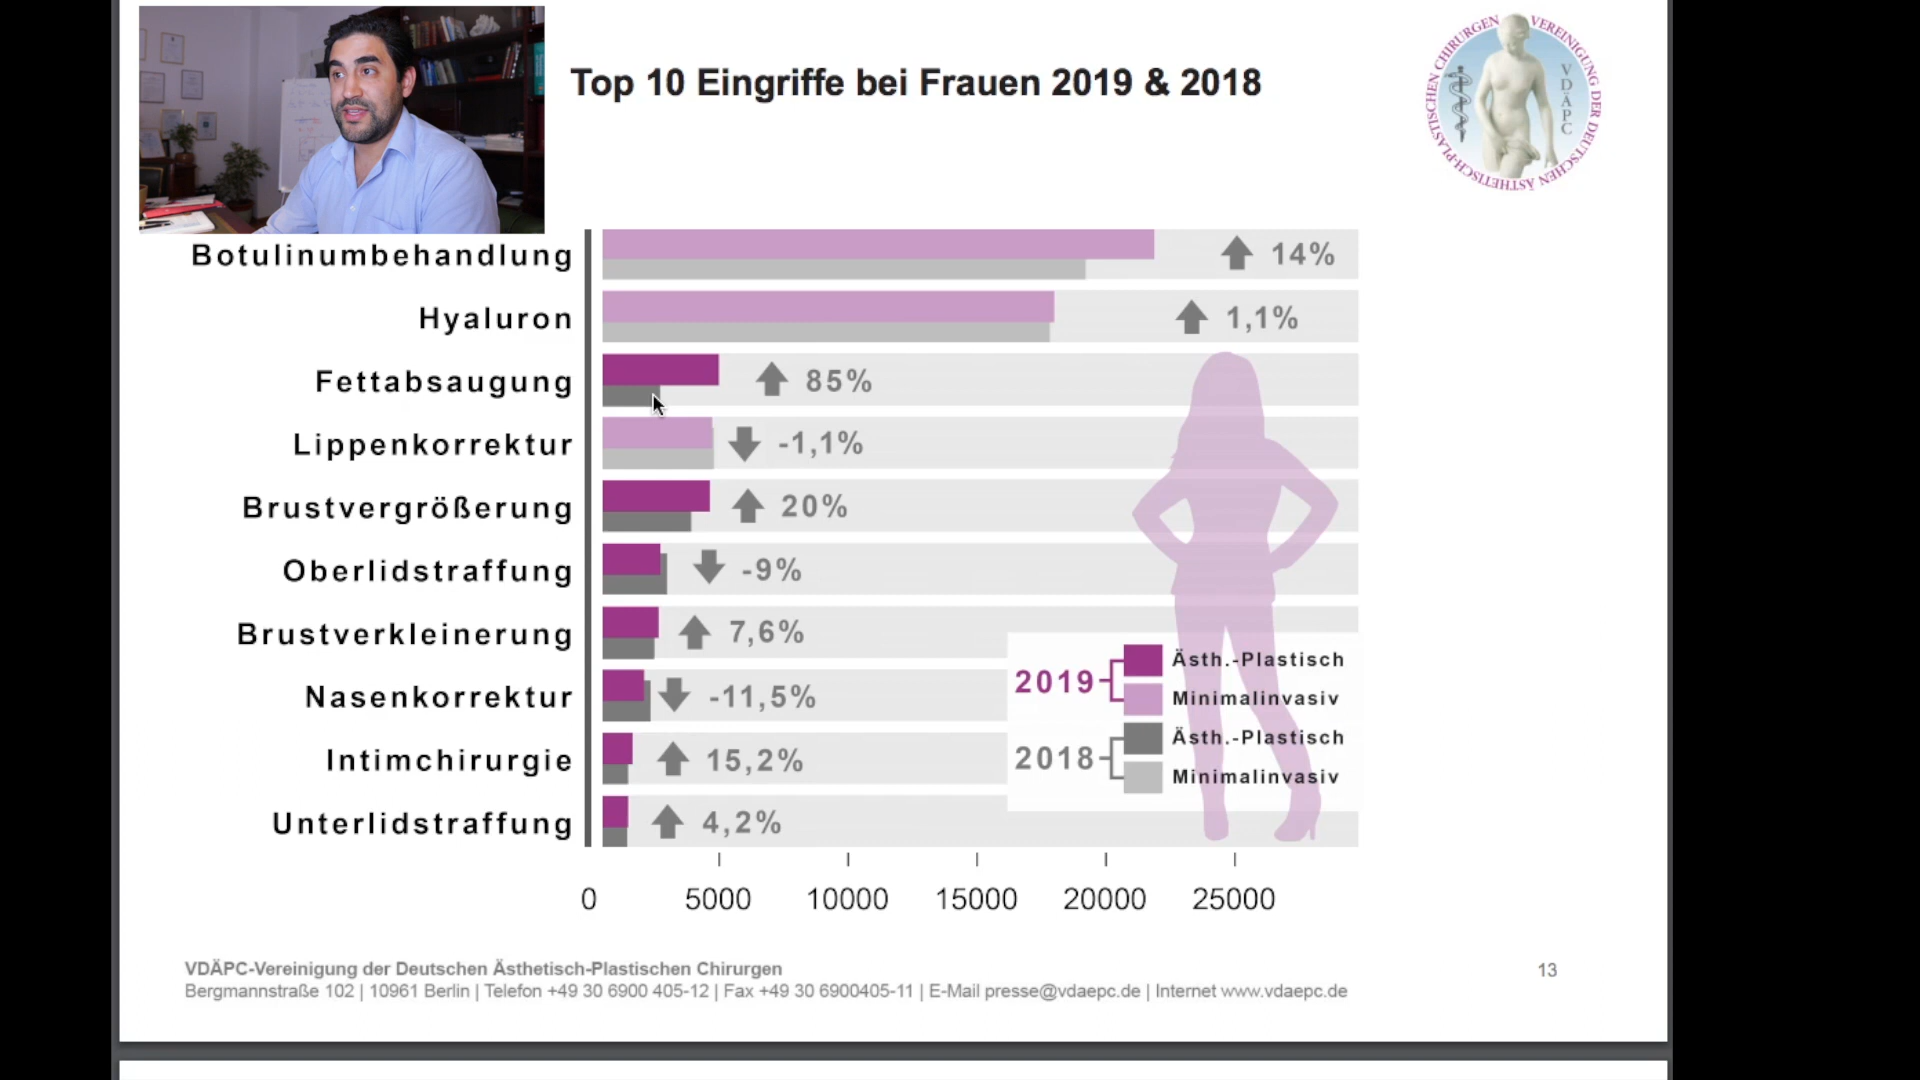 Top 10 Eingriffe bei Frauen 2019 & 2018
VEREINIGUNG DER DEUTSCHEN ÄSTHETISCH-PLASTISCHEN CHIRURGEN
VDÄPC
Botulinumbehandlung
14%
Hyaluron
1,1%
Fettabsaugung
85%
Lippenkorrektur
-1,1%
Brustvergrößerung
20%
Oberlidstraffung
-9%
Brustverkleinerung
7,6%
Nasenkorrektur
-11,5%
Intimchirurgie
15,2%
Unterlidstraffung
4,2%
2019
Ästh.-Plastisch
Minimalinvasiv
2018
Ästh.-Plastisch
Minimalinvasiv
0 5000 10000 15000 20000 25000
VDÄPC-Vereinigung der Deutschen Ästhetisch-Plastischen Chirurgen
Bergmannstraße 102 | 10961 Berlin | Telefon +49 30 6900 405-12 | Fax +49 30 6900405-11 | E-Mail presse@vdaepc.de | Internet www.vdaepc.de
13